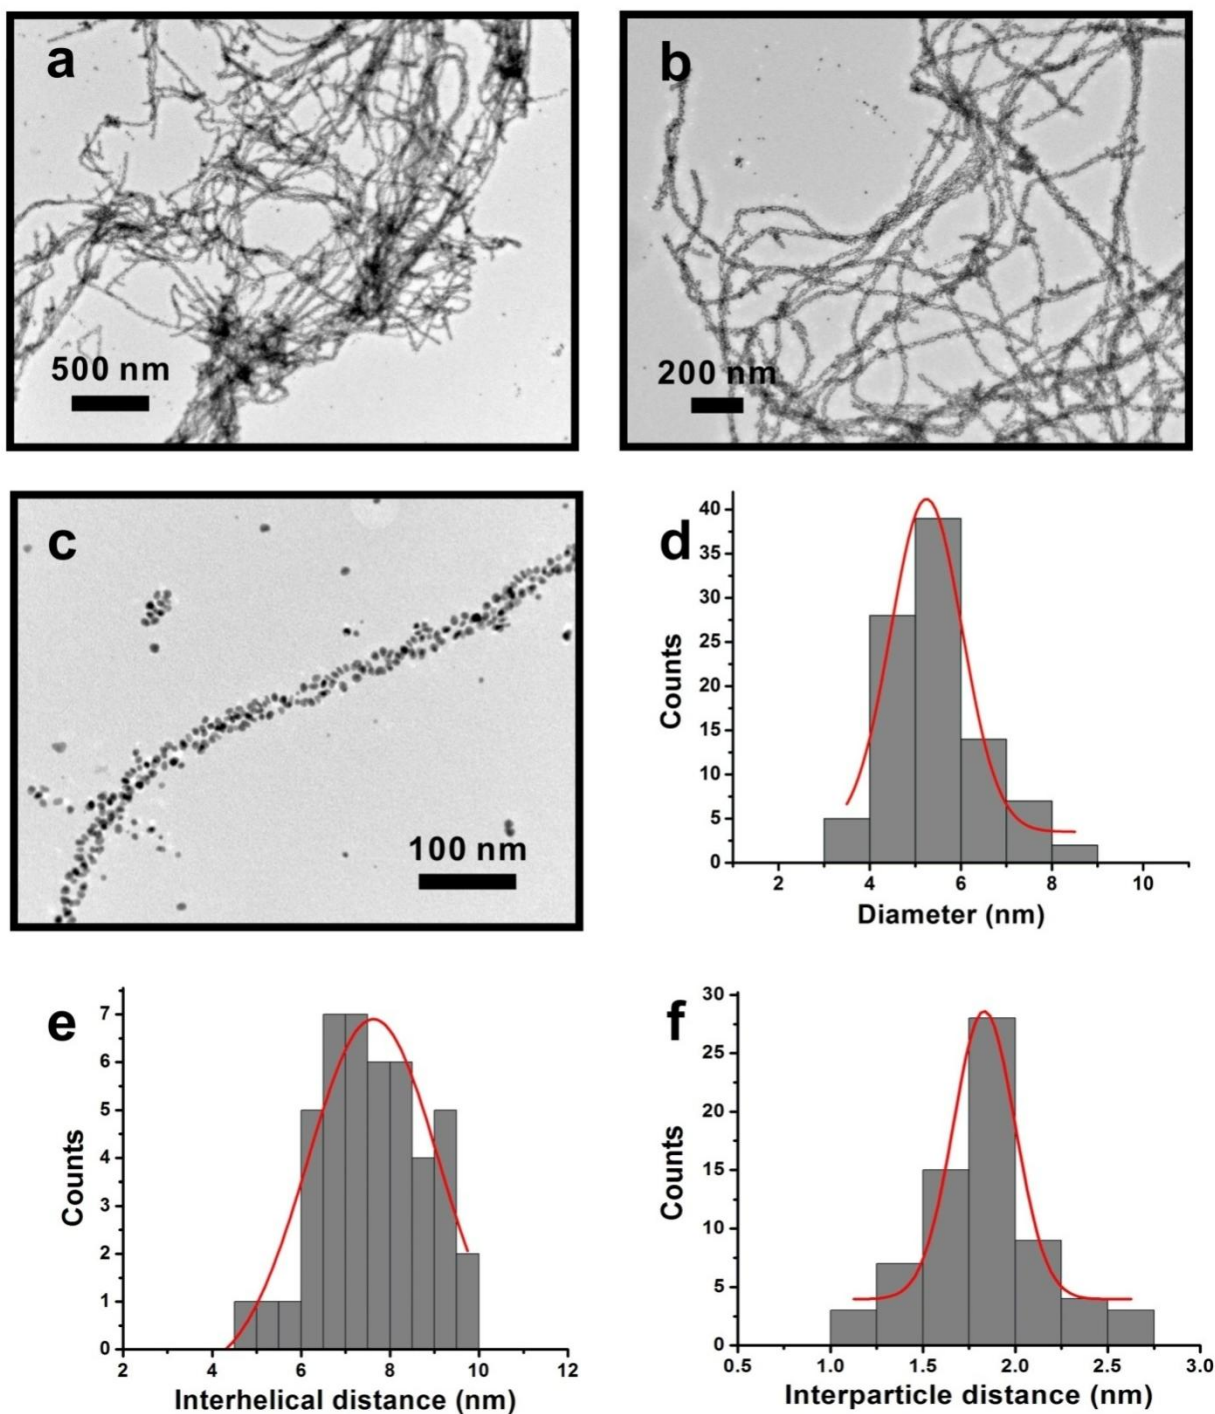 a
500 nm
b
200 nm
c
100 nm
d
Counts
40
35
30
25
20
15
10
5
0
2 4 6 8 10
Diameter (nm)
e
Counts
7
6
5
4
3
2
1
0
2 4 6 8 10 12
Interhelical distance (nm)
f
Counts
30
25
20
15
10
5
0
0.5 1.0 1.5 2.0 2.5 3.0
Interparticle distance (nm)